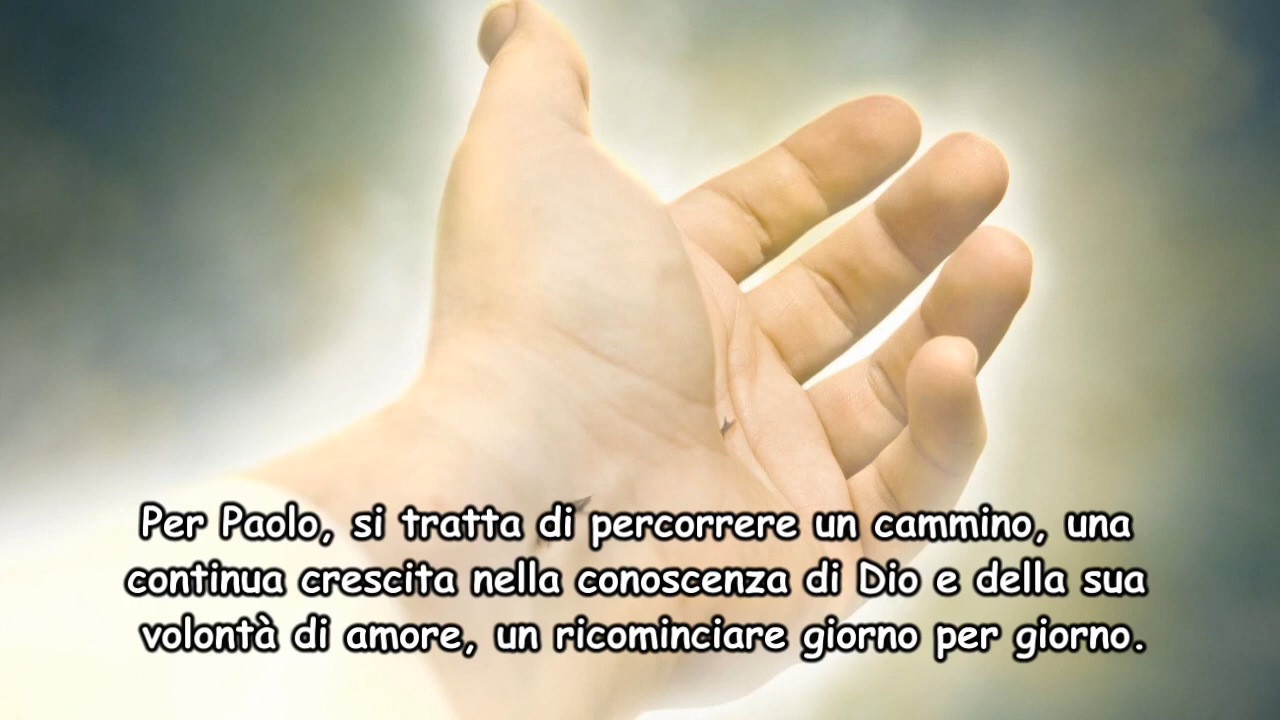 Per Paolo, si tratta di percorrere un cammino, una
continua crescita nella conoscenza di Dio e della sua
volontà di amore, un ricominciare giorno per giorno.